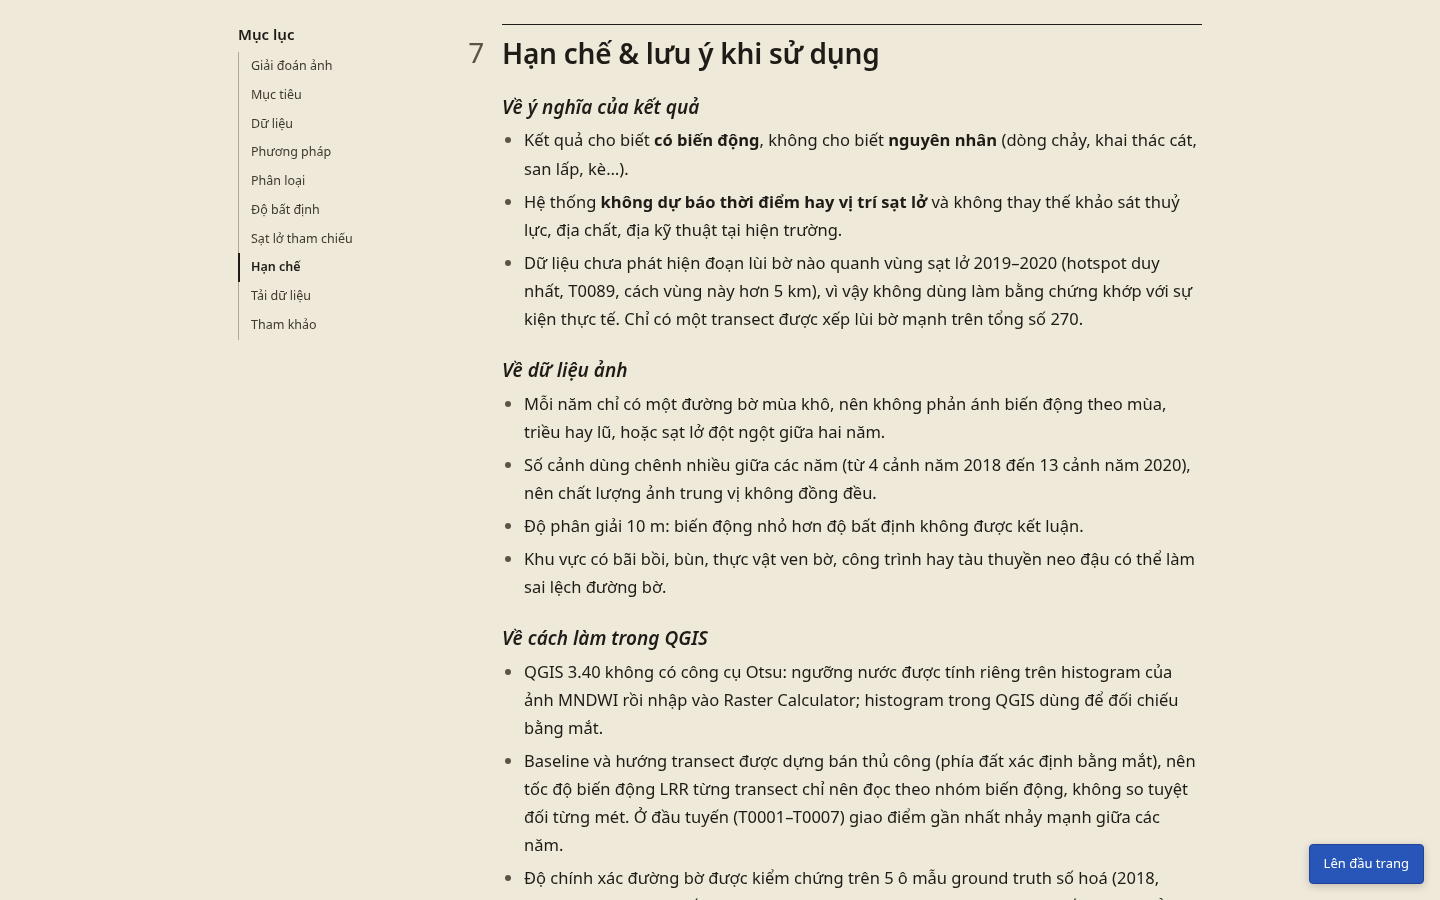 Mục lục
Giải đoán ảnh
Mục tiêu
Dữ liệu
Phương pháp
Phân loại
Độ bất định
Sạt lở tham chiếu
Hạn chế
Tải dữ liệu
Tham khảo
7 Hạn chế & lưu ý khi sử dụng
Về ý nghĩa của kết quả
Kết quả cho biết có biến động, không cho biết nguyên nhân (dòng chảy, khai thác cát,
san lấp, kè...).
Hệ thống không dự báo thời điểm hay vị trí sạt lở và không thay thế khảo sát thuỷ
lực, địa chất, địa kỹ thuật tại hiện trường.
Dữ liệu chưa phát hiện đoạn lùi bờ nào quanh vùng sạt lở 2019–2020 (hotspot duy
nhất, T0089, cách vùng này hơn 5 km), vì vậy không dùng làm bằng chứng khớp với sự
kiện thực tế. Chỉ có một transect được xếp lùi bờ mạnh trên tổng số 270.
Về dữ liệu ảnh
Mỗi năm chỉ có một đường bờ mùa khô, nên không phản ánh biến động theo mùa,
triều hay lũ, hoặc sạt lở đột ngột giữa hai năm.
Số cảnh dùng chênh nhiều giữa các năm (từ 4 cảnh năm 2018 đến 13 cảnh năm 2020),
nên chất lượng ảnh trung vị không đồng đều.
Độ phân giải 10 m: biến động nhỏ hơn độ bất định không được kết luận.
Khu vực có bãi bồi, bùn, thực vật ven bờ, công trình hay tàu thuyền neo đậu có thể làm
sai lệch đường bờ.
Về cách làm trong QGIS
QGIS 3.40 không có công cụ Otsu: ngưỡng nước được tính riêng trên histogram của
ảnh MNDWI rồi nhập vào Raster Calculator; histogram trong QGIS dùng để đối chiếu
bằng mắt.
Baseline và hướng transect được dựng bán thủ công (phía đất xác định bằng mắt), nên
tốc độ biến động LRR từng transect chỉ nên đọc theo nhóm biến động, không so tuyệt
đối từng mét. Ở đầu tuyến (T0001–T0007) giao điểm gần nhất nhảy mạnh giữa các
năm.
Độ chính xác đường bờ được kiểm chứng trên 5 ô mẫu ground truth số hoá (2018,
Lên đầu trang